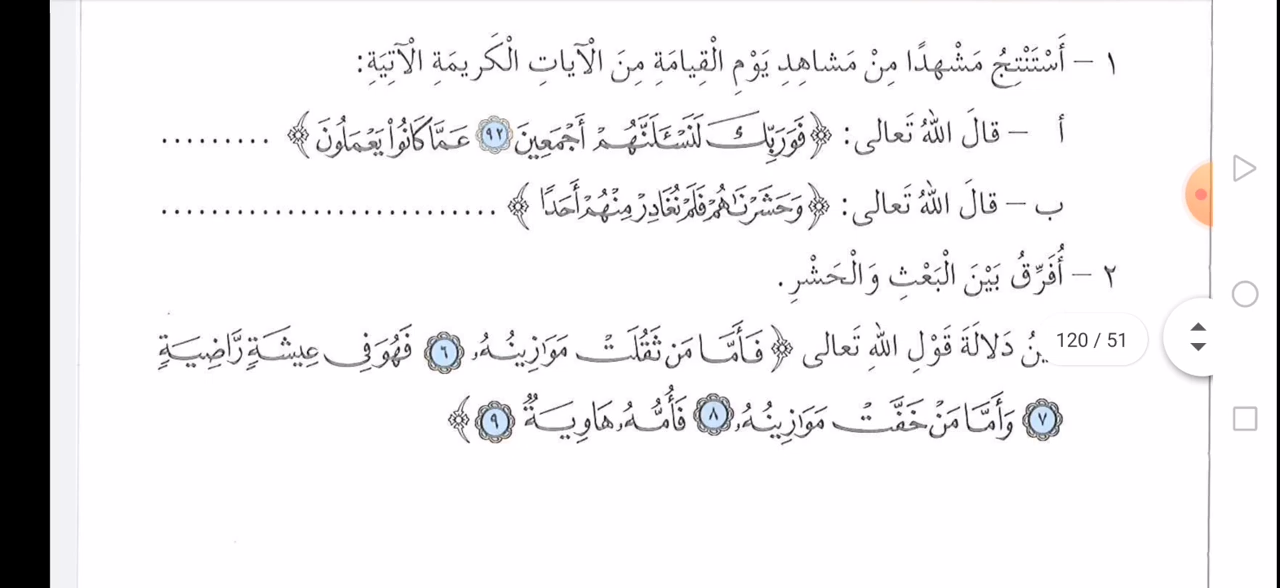 ١ – أَسْتَنْتِجُ مَشْهدًا مِنْ مَشاهِدِ يَوْمِ الْقِيامَةِ مِنَ الْآياتِ الْكَريمَةِ الْآتِيَةِ:
أ – قالَ اللهُ تَعالى: ﴿فَوَرَبِّكَ لَنَسْـَٔلَنَّهُمْ أَجْمَعِينَ ٩٢ عَمَّا كَانُوا۟ يَعْمَلُونَ﴾ .........
ب – قالَ اللهُ تَعالى: ﴿وَحَشَرْنَاهُمْ فَلَمْ نُغَادِرْ مِنْهُمْ أَحَدًا﴾ ............................
٢ – أُفَرِّقُ بَيْنَ الْبَعْثِ وَالْحَشْرِ.
دَلالَةَ قَوْلِ اللهِ تَعالى ﴿فَأَمَّا مَن ثَقُلَتْ مَوَازِينُهُۥ ٦ فَهُوَ فِى عِيشَةٍ رَّاضِيَةٍ
٧ وَأَمَّا مَنْ خَفَّتْ مَوَازِينُهُۥ ٨ فَأُمُّهُۥ هَاوِيَةٌ ٩﴾
120 / 51